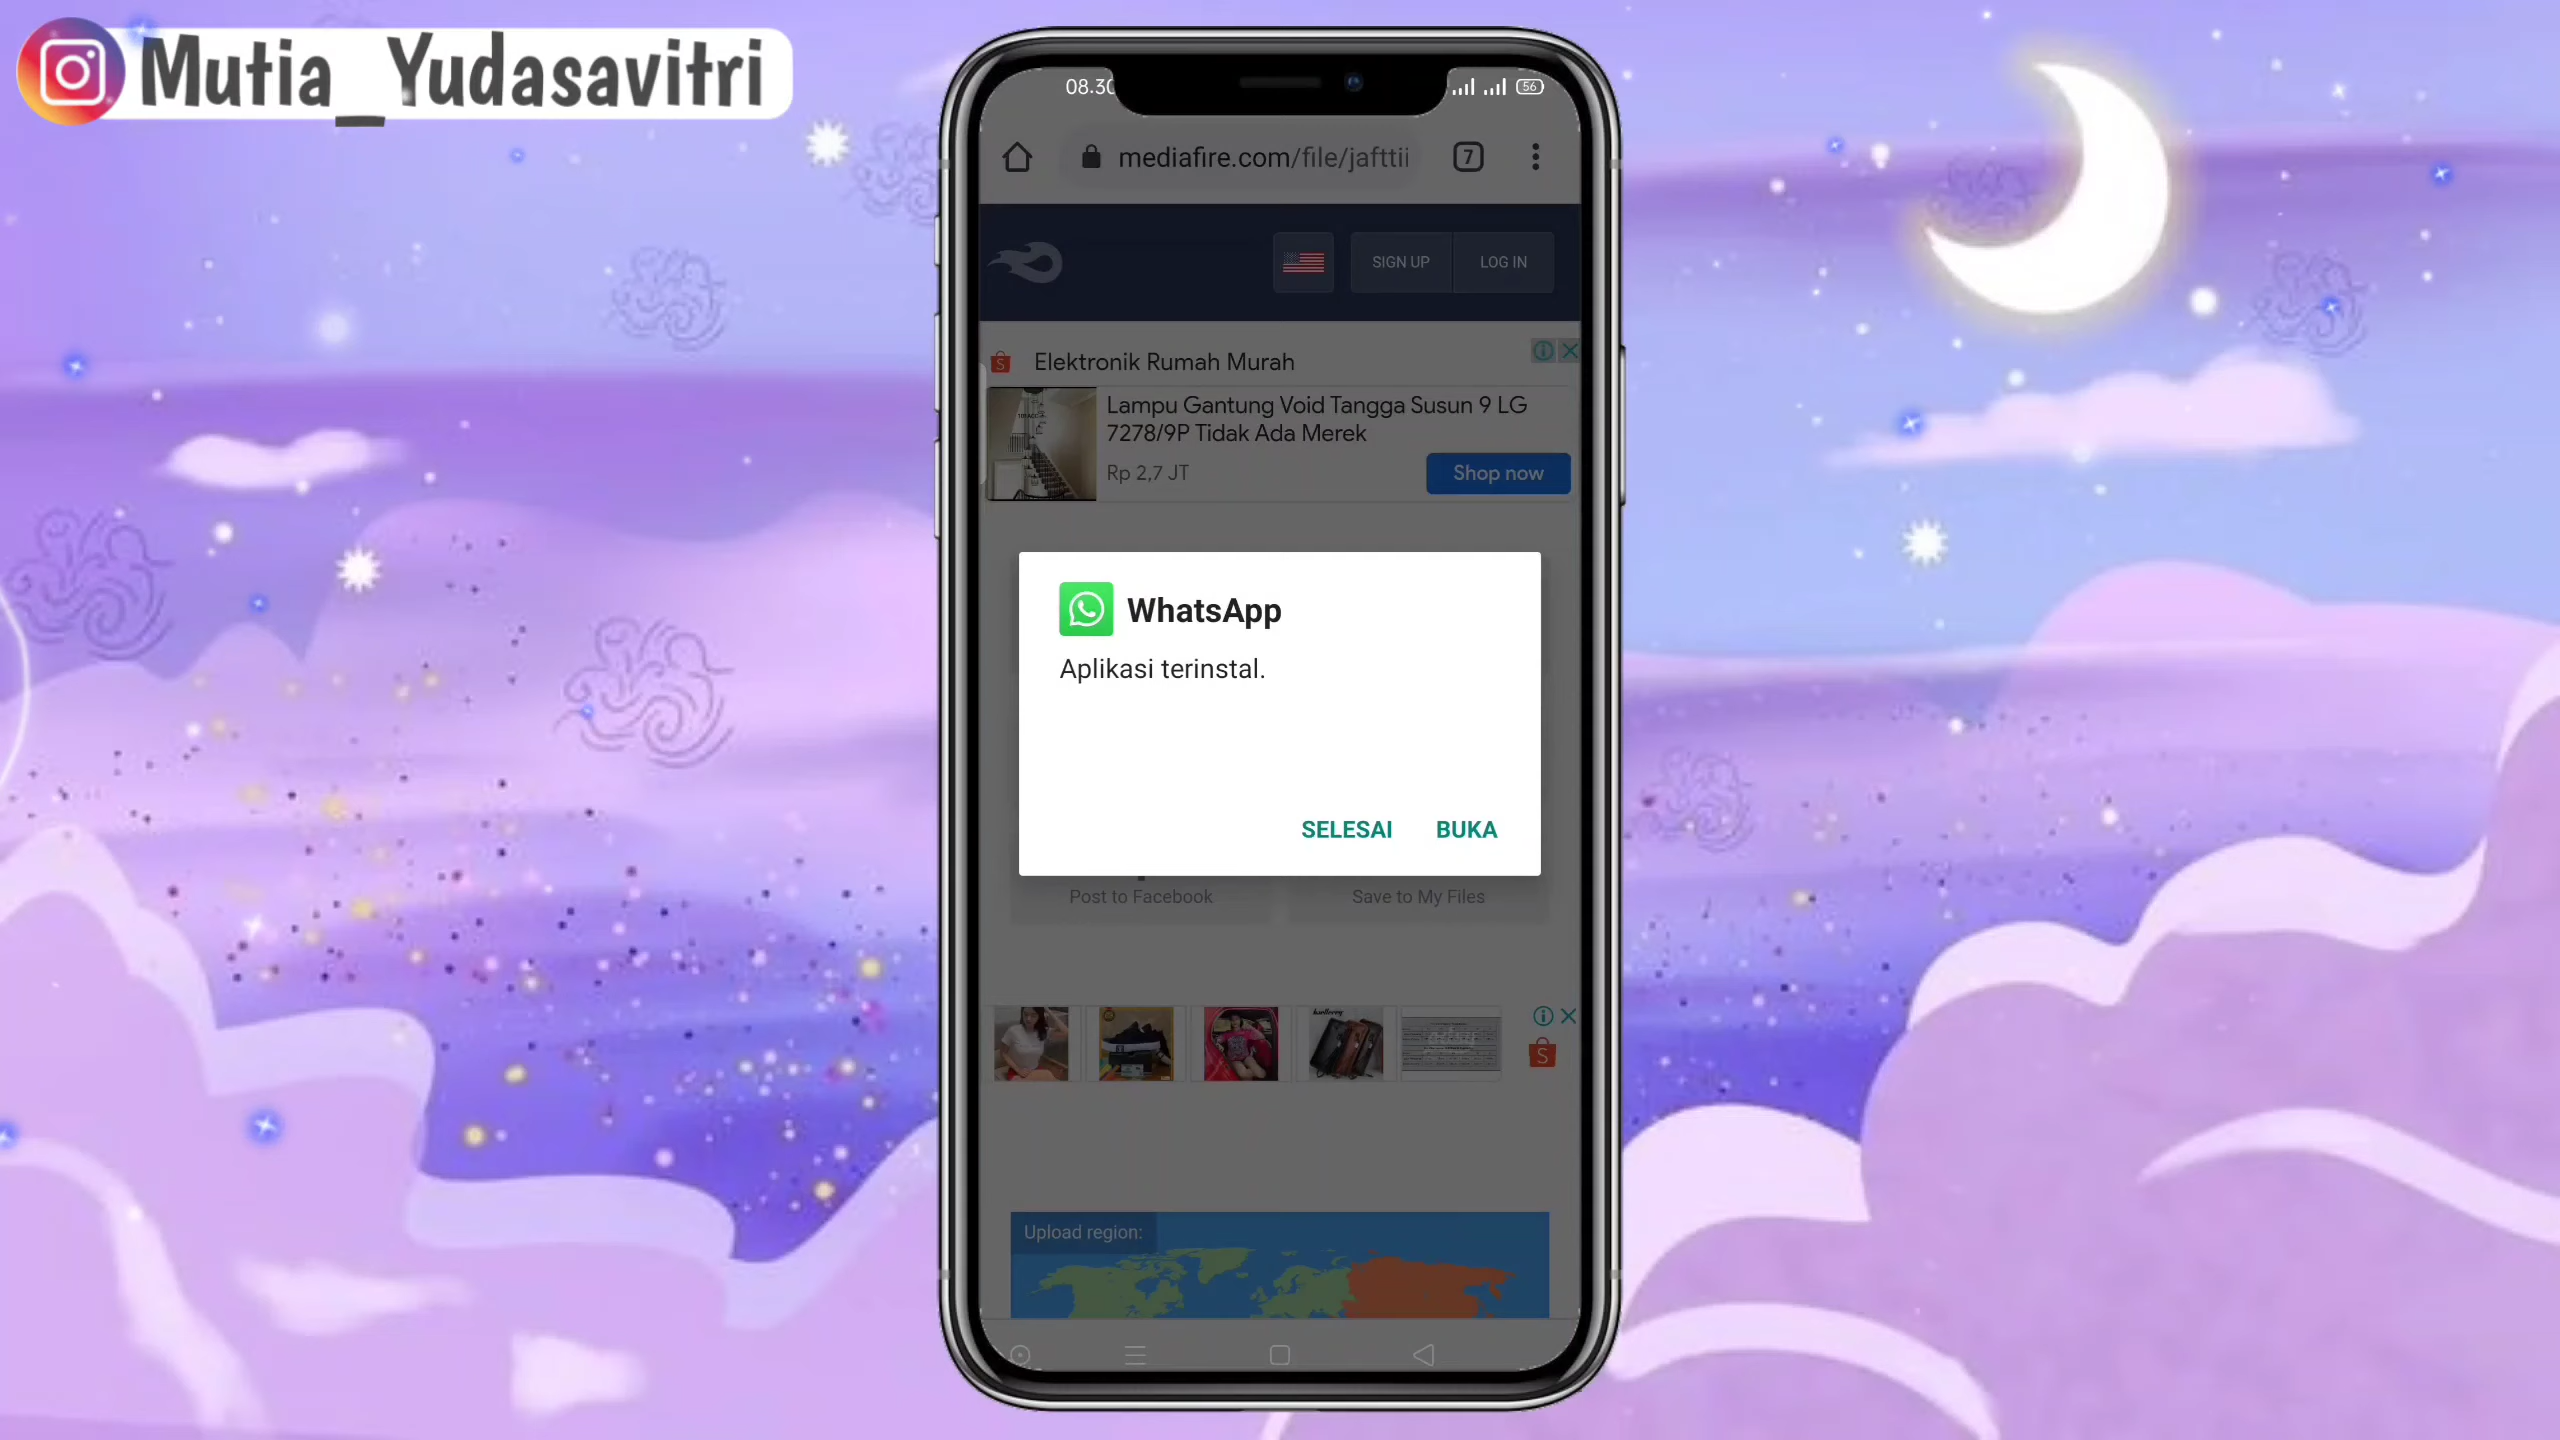 Mutia_Yudasavitri
08.30
56
mediafire.com/file/jafttii
7
SIGN UP
LOG IN
Elektronik Rumah Murah
Lampu Gantung Void Tangga Susun 9 LG
7278/9P Tidak Ada Merek
Rp 2,7 JT
Shop now
WhatsApp
Aplikasi terinstal.
SELESAI
BUKA
Post to Facebook
Save to My Files
Upload region: